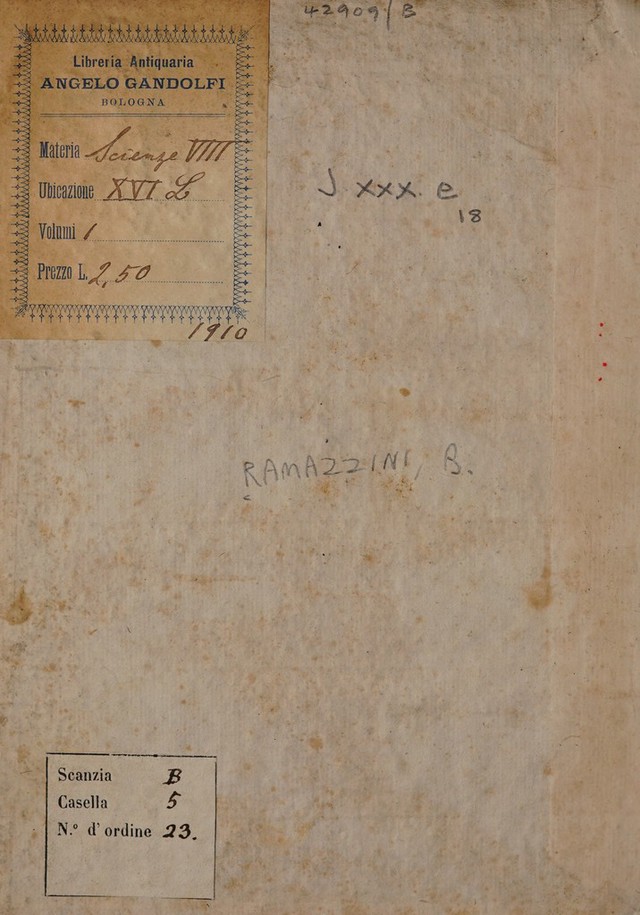 42909/B
Libreria Antiquaria
ANGELO GANDOLFI
BOLOGNA
Materia Scienze VIIII
Ubicazione XVI L
Volumi 1
Prezzo L. 2,50
1910
J xxx e
18
RAMAZZINI, B.
Scanzia B
Casella 5
N.º d'ordine 23.